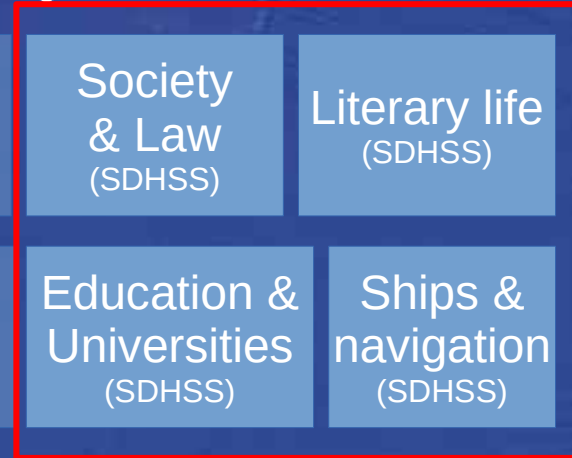 Society
& Law
(SDHSS)
Literary life
(SDHSS)
Education &
Universities
(SDHSS)
Ships &
navigation
(SDHSS)